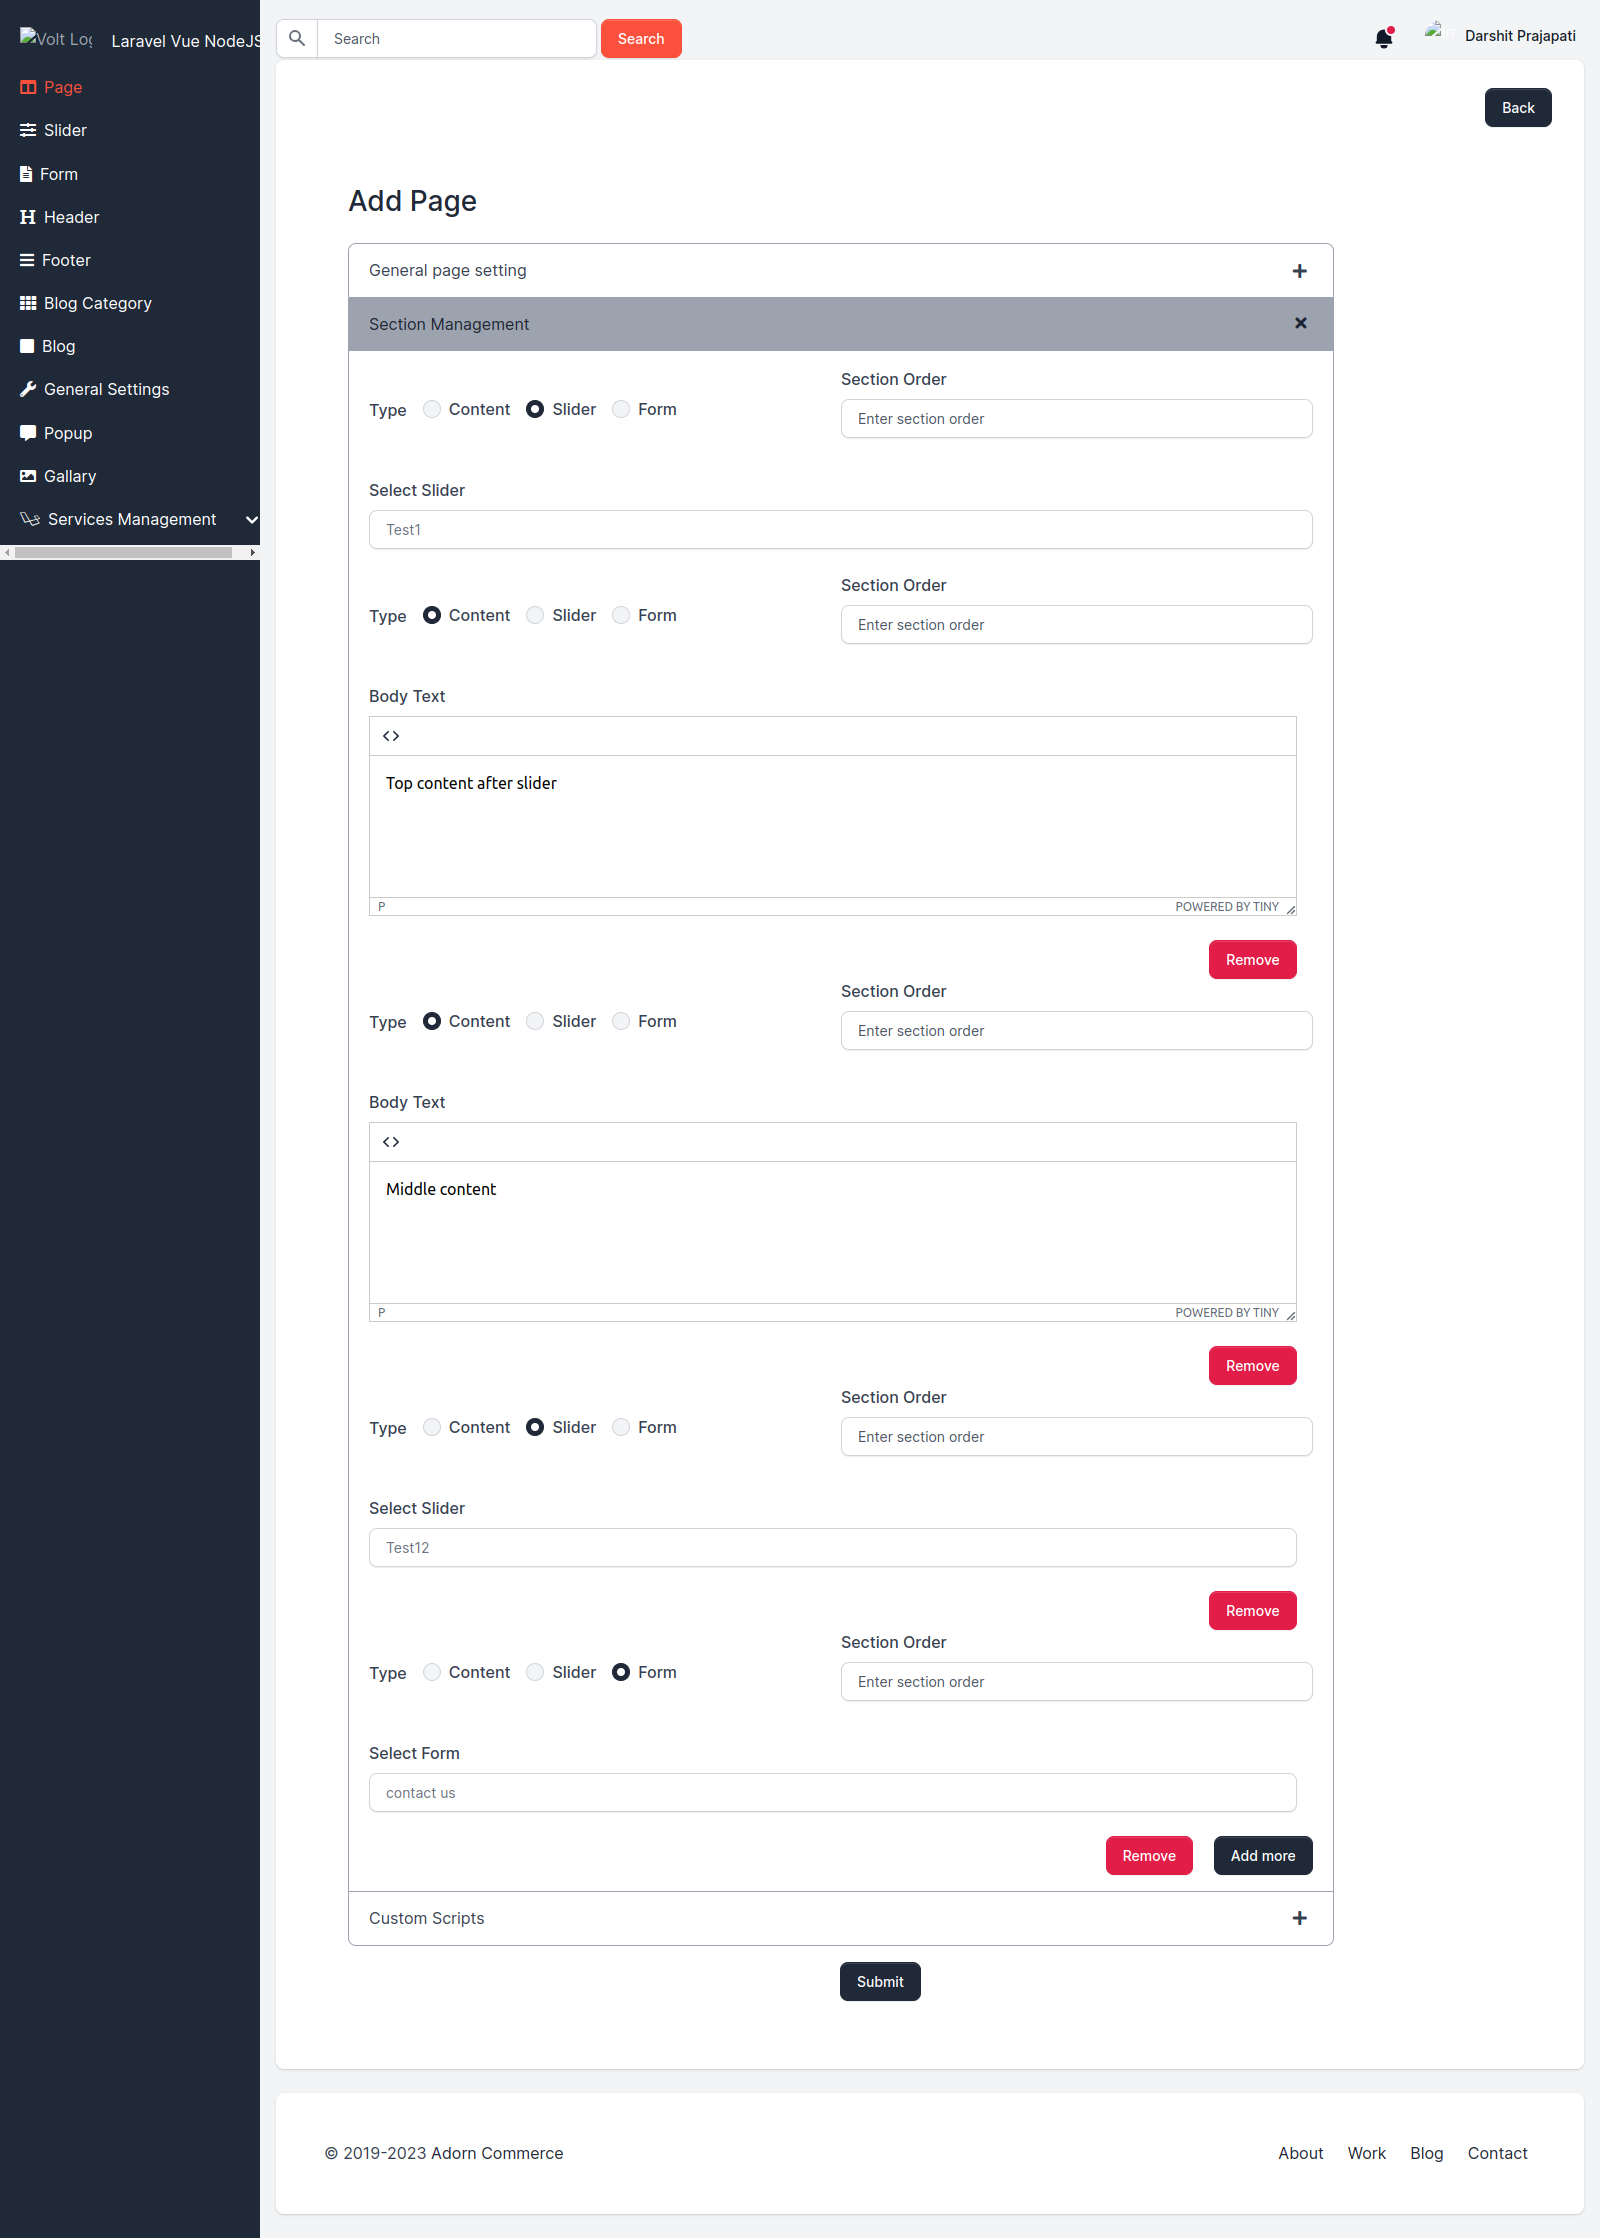 Volt Log
Laravel Vue NodeJS
Page
Slider
Form
Header
Footer
Blog Category
Blog
General Settings
Popup
Gallary
Services Management
Search
Search
Darshit Prajapati
Back
Add Page
General page setting
Section Management
Section Order
Type Content Slider Form
Enter section order
Select Slider
Test1
Section Order
Type Content Slider Form
Enter section order
Body Text
Top content after slider
P POWERED BY TINY
Remove
Section Order
Type Content Slider Form
Enter section order
Body Text
Middle content
P POWERED BY TINY
Remove
Section Order
Type Content Slider Form
Enter section order
Select Slider
Test12
Remove
Section Order
Type Content Slider Form
Enter section order
Select Form
contact us
Remove Add more
Custom Scripts
Submit
© 2019-2023 Adorn Commerce
About Work Blog Contact